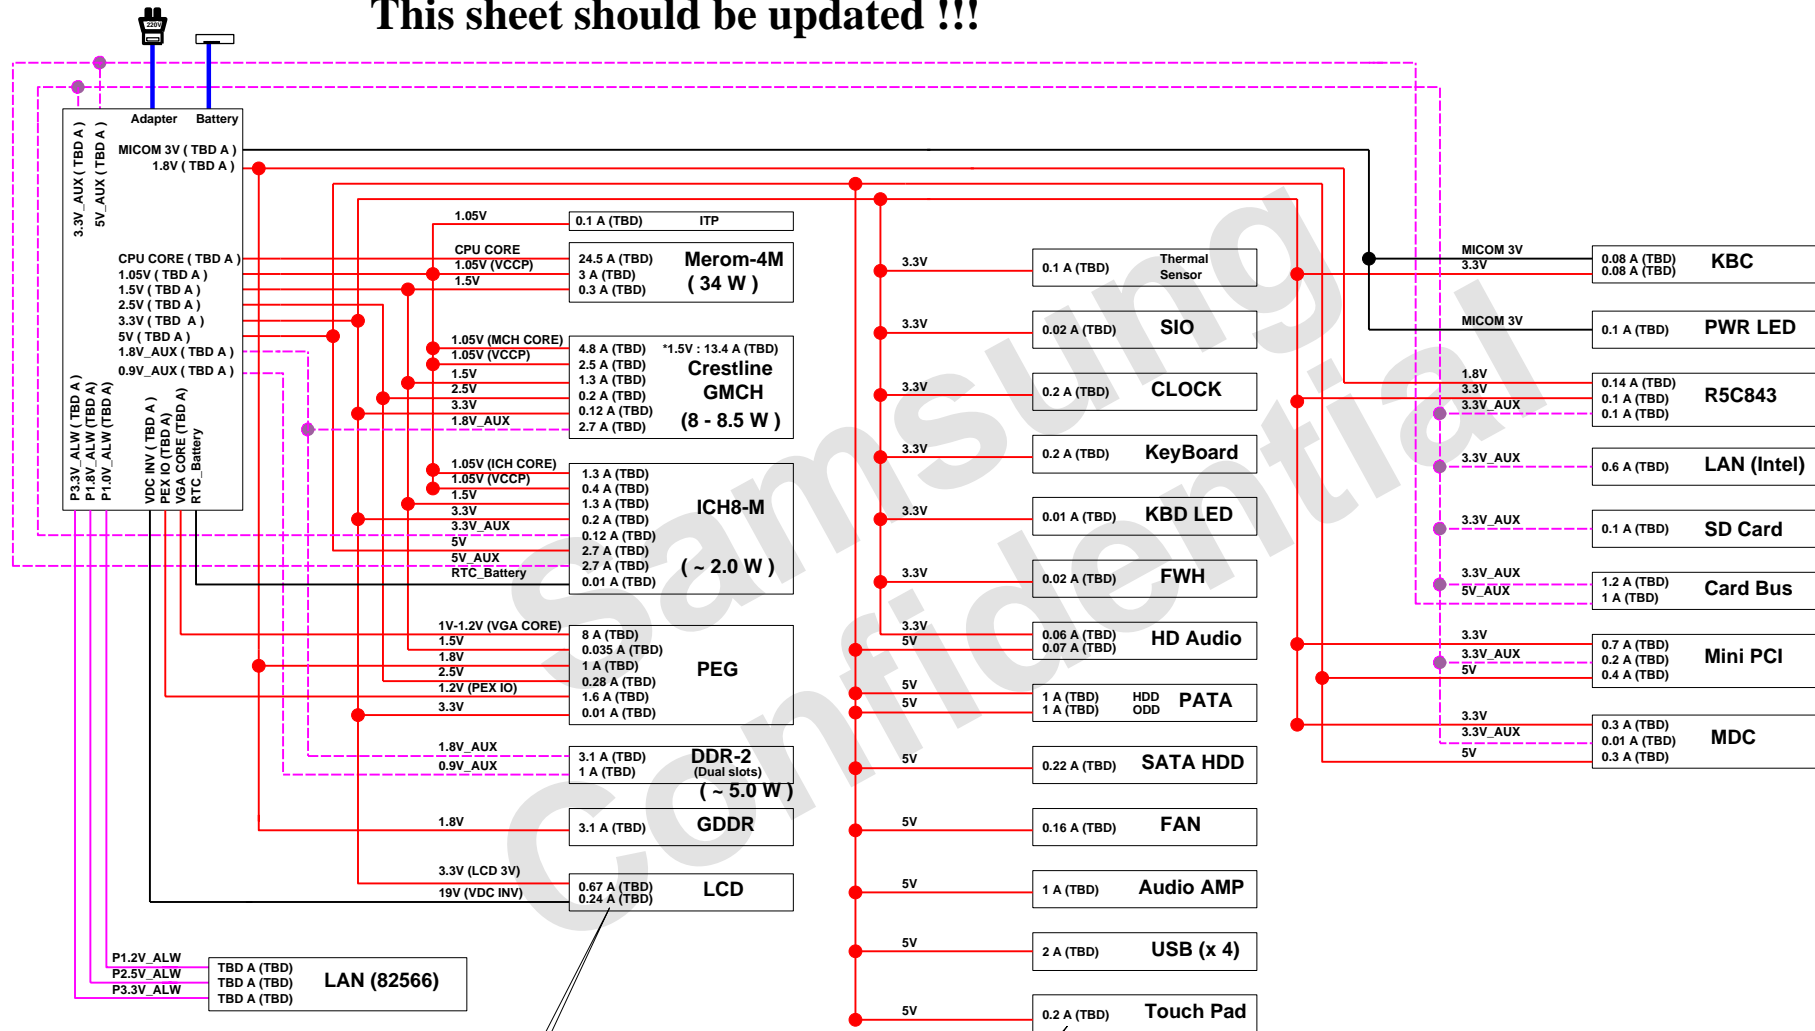 This sheet should be updated !!!
220V
Adapter
Battery
3.3V_AUX ( TBD A )
5V_AUX ( TBD A )
MICOM 3V ( TBD A )
1.8V ( TBD A )
CPU CORE ( TBD A )
1.05V ( TBD A )
1.5V ( TBD A )
2.5V ( TBD A )
3.3V ( TBD A )
5V ( TBD A )
1.8V_AUX ( TBD A )
0.9V_AUX ( TBD A )
P3.3V_ALW ( TBD A )
P1.8V_ALW (TBD A)
P1.0V_ALW (TBD A)
VDC INV ( TBD A )
PEX IO (TBD A)
VGA CORE (TBD A)
RTC_Battery
1.05V
0.1 A (TBD) ITP
CPU CORE
1.05V (VCCP)
1.5V
24.5 A (TBD)
3 A (TBD)
0.3 A (TBD)
Merom-4M
( 34 W )
1.05V (MCH CORE)
1.05V (VCCP)
1.5V
2.5V
3.3V
1.8V_AUX
4.8 A (TBD) *1.5V : 13.4 A (TBD)
2.5 A (TBD)
1.3 A (TBD)
0.2 A (TBD)
0.12 A (TBD)
2.7 A (TBD)
Crestline
GMCH
(8 - 8.5 W )
1.05V (ICH CORE)
1.05V (VCCP)
1.5V
3.3V
3.3V_AUX
5V
5V_AUX
RTC_Battery
1.3 A (TBD)
0.4 A (TBD)
1.3 A (TBD)
0.2 A (TBD)
0.12 A (TBD)
2.7 A (TBD)
2.7 A (TBD)
0.01 A (TBD)
ICH8-M
( ~ 2.0 W )
1V-1.2V (VGA CORE)
1.5V
1.8V
2.5V
1.2V (PEX IO)
3.3V
8 A (TBD)
0.035 A (TBD)
1 A (TBD)
0.28 A (TBD)
1.6 A (TBD)
0.01 A (TBD)
PEG
1.8V_AUX
0.9V_AUX
3.1 A (TBD)
1 A (TBD)
DDR-2
(Dual slots)
( ~ 5.0 W )
1.8V
3.1 A (TBD) GDDR
3.3V (LCD 3V)
19V (VDC INV)
0.67 A (TBD)
0.24 A (TBD)
LCD
P1.2V_ALW
P2.5V_ALW
P3.3V_ALW
TBD A (TBD)
TBD A (TBD)
TBD A (TBD)
LAN (82566)
3.3V
0.1 A (TBD)
Thermal
Sensor
3.3V
0.02 A (TBD) SIO
3.3V
0.2 A (TBD) CLOCK
3.3V
0.2 A (TBD) KeyBoard
3.3V
0.01 A (TBD) KBD LED
3.3V
0.02 A (TBD) FWH
3.3V
5V
0.06 A (TBD)
0.07 A (TBD)
HD Audio
5V
5V
1 A (TBD) HDD
1 A (TBD) ODD
PATA
5V
0.22 A (TBD) SATA HDD
5V
0.16 A (TBD) FAN
5V
1 A (TBD) Audio AMP
5V
2 A (TBD) USB (x 4)
5V
0.2 A (TBD) Touch Pad
MICOM 3V
3.3V
0.08 A (TBD)
0.08 A (TBD)
KBC
MICOM 3V
0.1 A (TBD) PWR LED
1.8V
3.3V
3.3V_AUX
0.14 A (TBD)
0.1 A (TBD)
0.1 A (TBD)
R5C843
3.3V_AUX
0.6 A (TBD) LAN (Intel)
3.3V_AUX
0.1 A (TBD) SD Card
3.3V_AUX
5V_AUX
1.2 A (TBD)
1 A (TBD)
Card Bus
3.3V
3.3V_AUX
5V
0.7 A (TBD)
0.2 A (TBD)
0.4 A (TBD)
Mini PCI
3.3V
3.3V_AUX
5V
0.3 A (TBD)
0.01 A (TBD)
0.3 A (TBD)
MDC
Samsung
Confidential